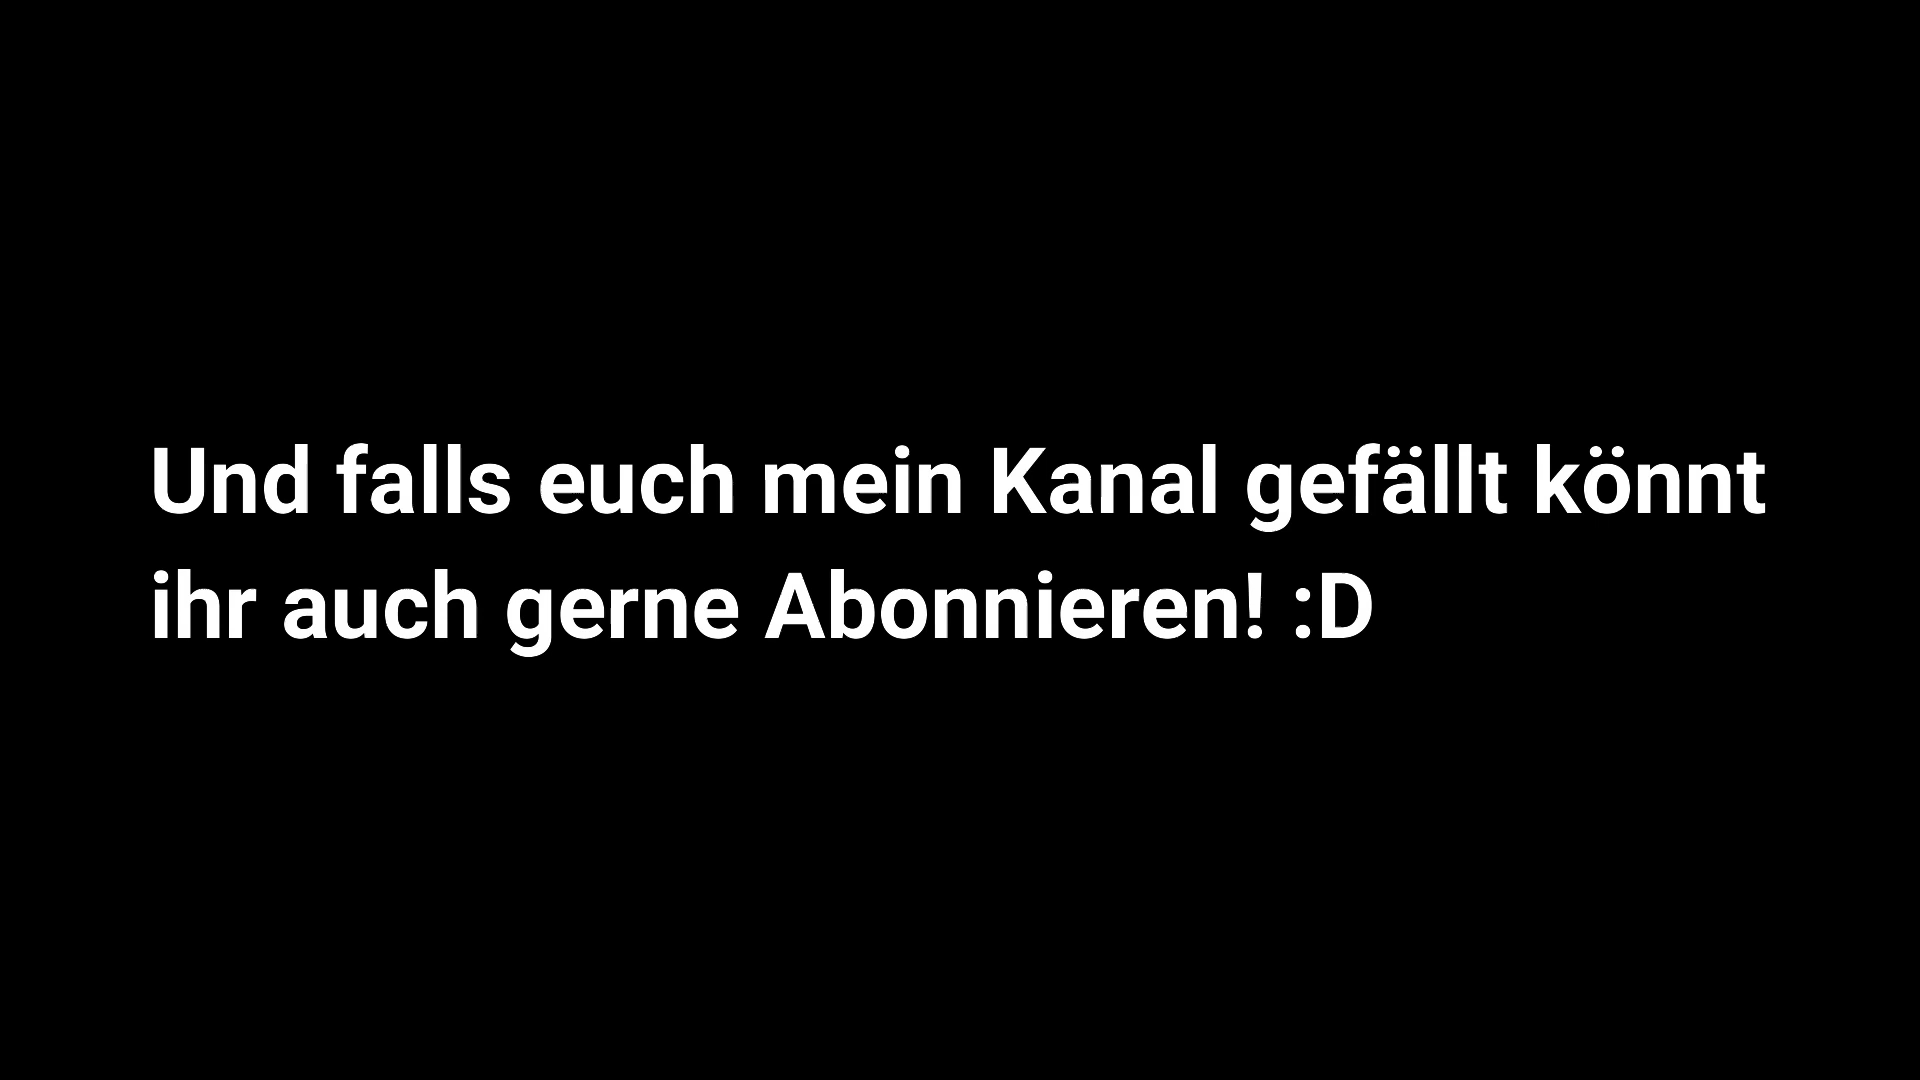 Und falls euch mein Kanal gefällt könnt
ihr auch gerne Abonnieren! :D